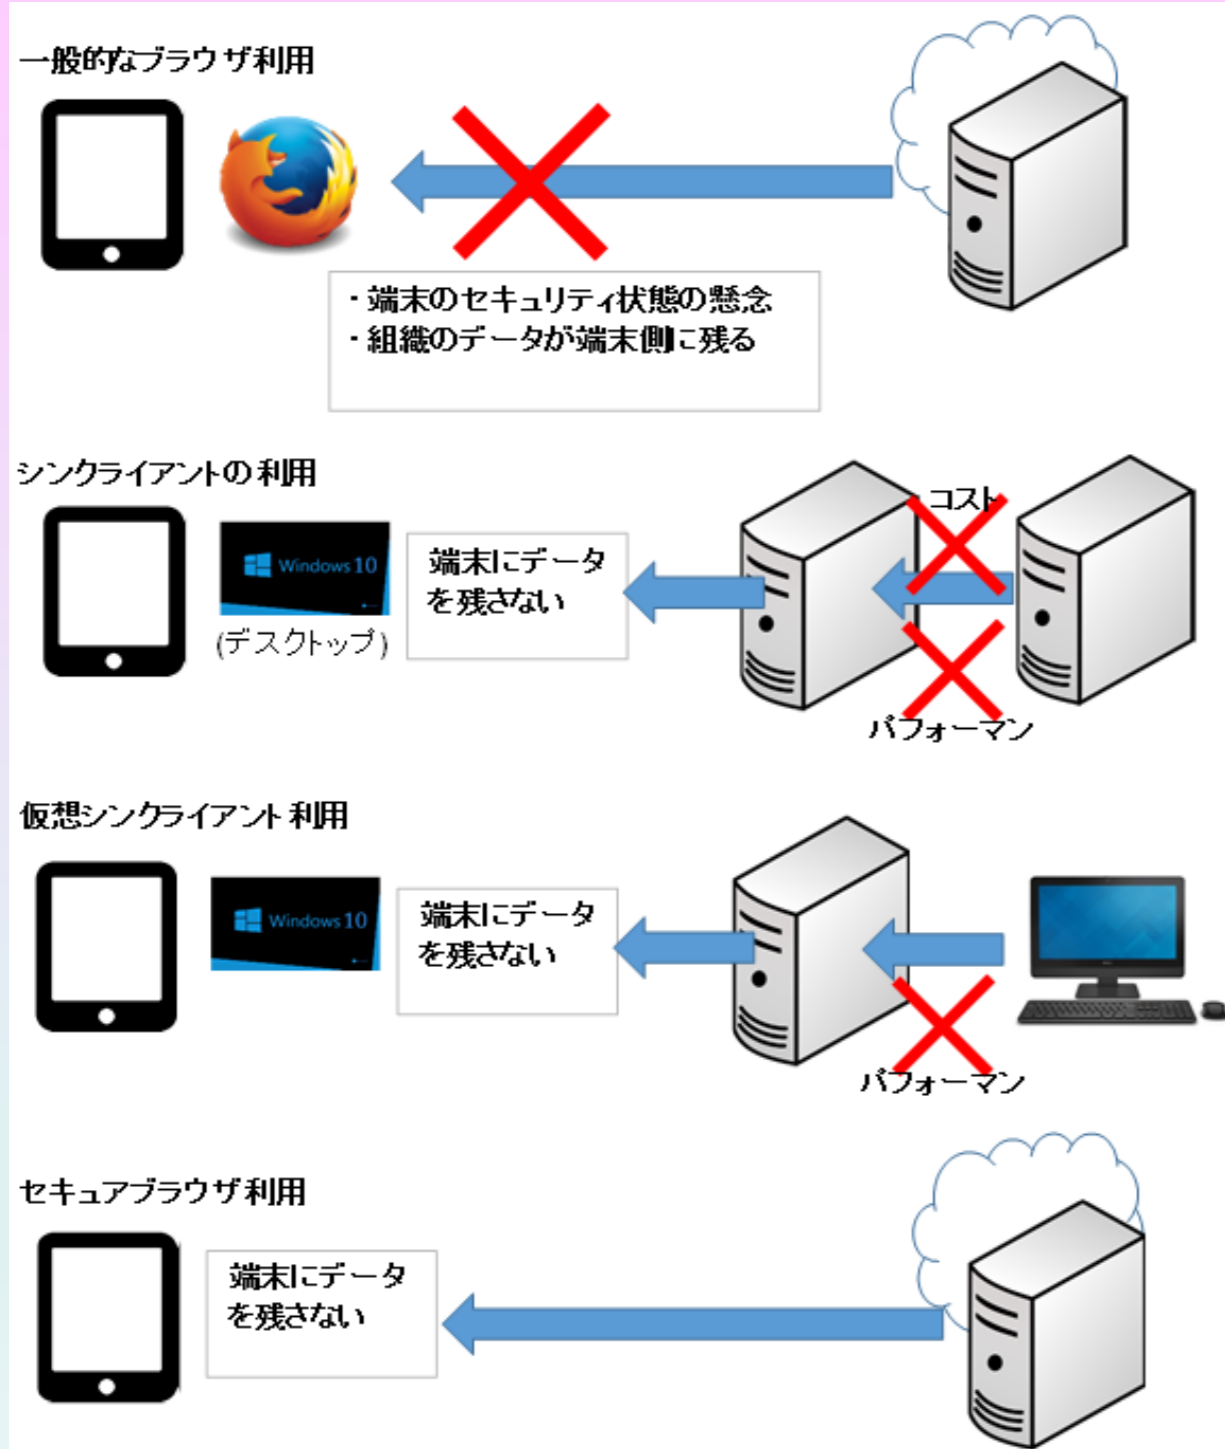 一般的なブラウザ利用
・端末のセキュリティ状態の懸念
・組織のデータが端末側に残る
シンクライアントの利用
コスト
Windows 10
端末にデータ
を残さない
(デスクトップ)
パフォーマン
仮想シンクライアント利用
Windows 10
端末にデータ
を残さない
パフォーマン
セキュアブラウザ利用
端末にデータ
を残さない